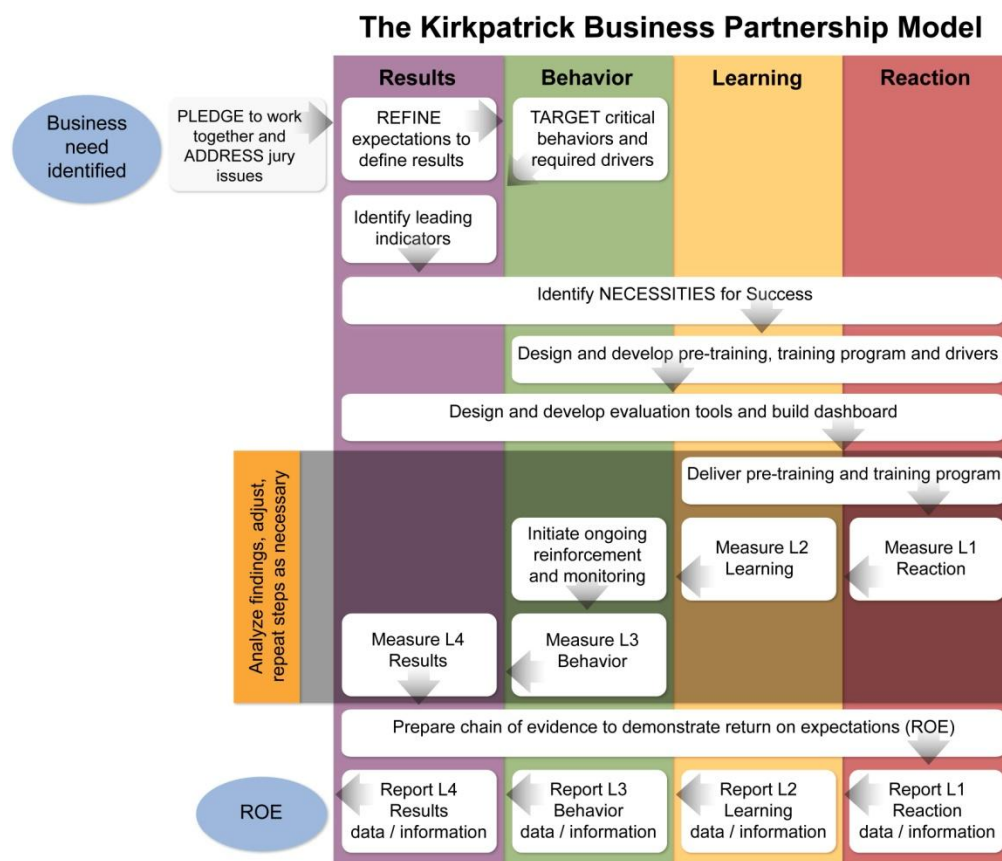 The Kirkpatrick Business Partnership Model
Results
Behavior
Learning
Reaction
Business
need
identified
PLEDGE to work
together and
ADDRESS jury
issues
REFINE
expectations to
define results
TARGET critical
behaviors and
required drivers
Identify leading
indicators
Identify NECESSITIES for Success
Design and develop pre-training, training program and drivers
Design and develop evaluation tools and build dashboard
Analyze findings, adjust,
repeat steps as necessary
Deliver pre-training and training program
Initiate ongoing
reinforcement
and monitoring
Measure L2
Learning
Measure L1
Reaction
Measure L4
Results
Measure L3
Behavior
Prepare chain of evidence to demonstrate return on expectations (ROE)
ROE
Report L4
Results
data / information
Report L3
Behavior
data / information
Report L2
Learning
data / information
Report L1
Reaction
data / information